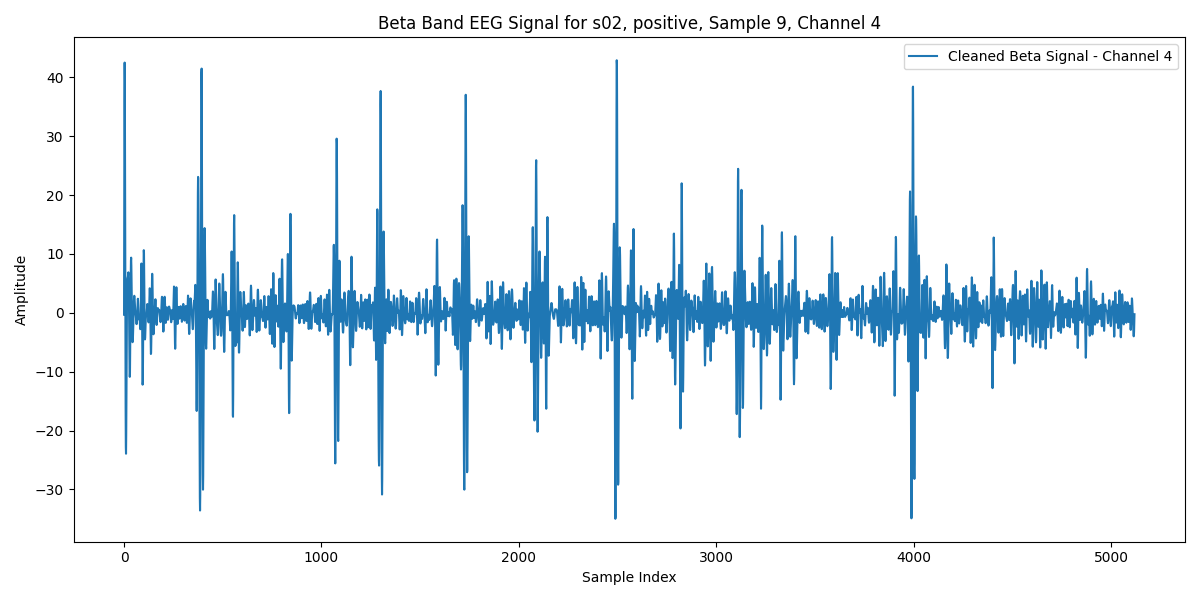 Beta Band EEG Signal for s02, positive, Sample 9, Channel 4
Cleaned Beta Signal - Channel 4
Amplitude
40
30
20
10
0
−10
−20
−30
0 1000 2000 3000 4000 5000
Sample Index